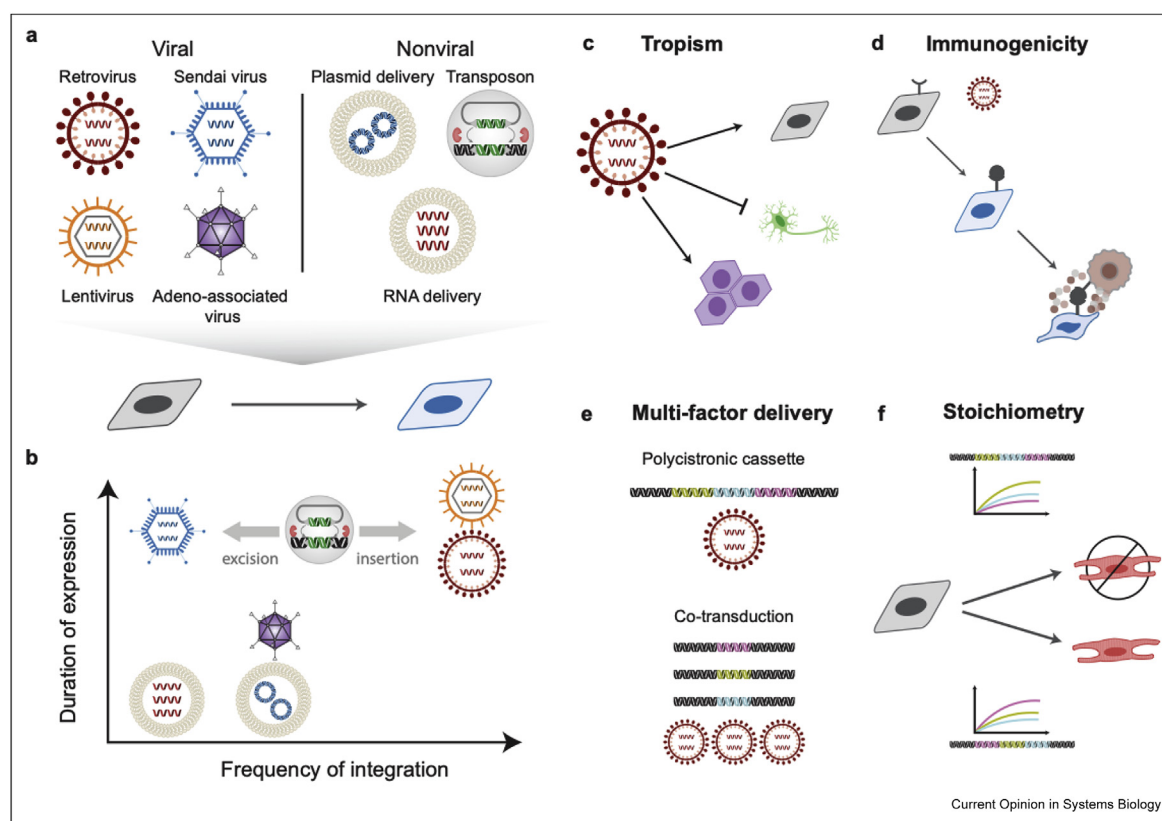 a
Viral
Nonviral
Retrovirus
Sendai virus
Plasmid delivery
Transposon
Lentivirus
Adeno-associated
virus
RNA delivery
b
Duration of expression
excision
insertion
Frequency of integration
c
Tropism
d
Immunogenicity
e
Multi-factor delivery
Polycistronic cassette
Co-transduction
f
Stoichiometry
Current Opinion in Systems Biology